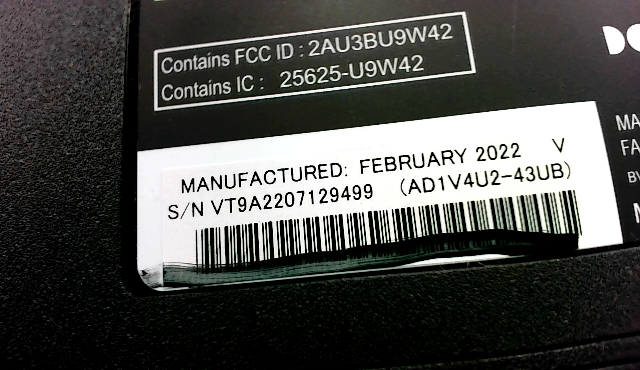 Contains FCC ID : 2AU3BU9W42
Contains IC : 25625-U9W42
MANUFACTURED: FEBRUARY 2022 V
S/N VT9A2207129499 (AD1V4U2-43UB)